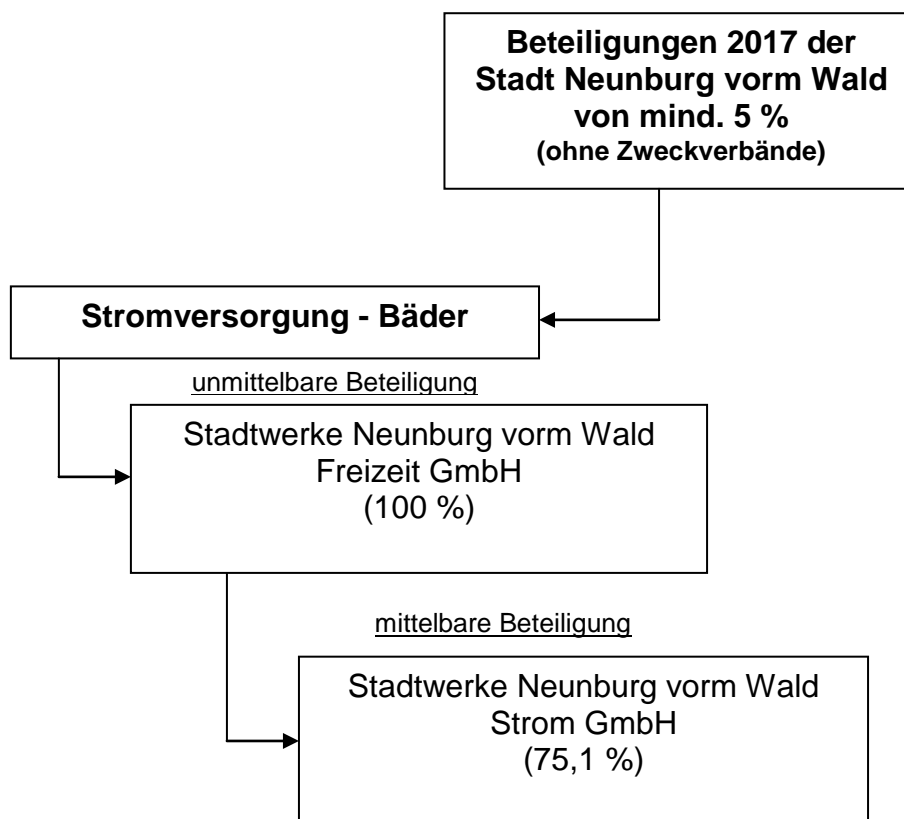 Beteiligungen 2017 der
Stadt Neunburg vorm Wald
von mind. 5 %
(ohne Zweckverbände)
Stromversorgung - Bäder
unmittelbare Beteiligung
Stadtwerke Neunburg vorm Wald
Freizeit GmbH
(100 %)
mittelbare Beteiligung
Stadtwerke Neunburg vorm Wald
Strom GmbH
(75,1 %)